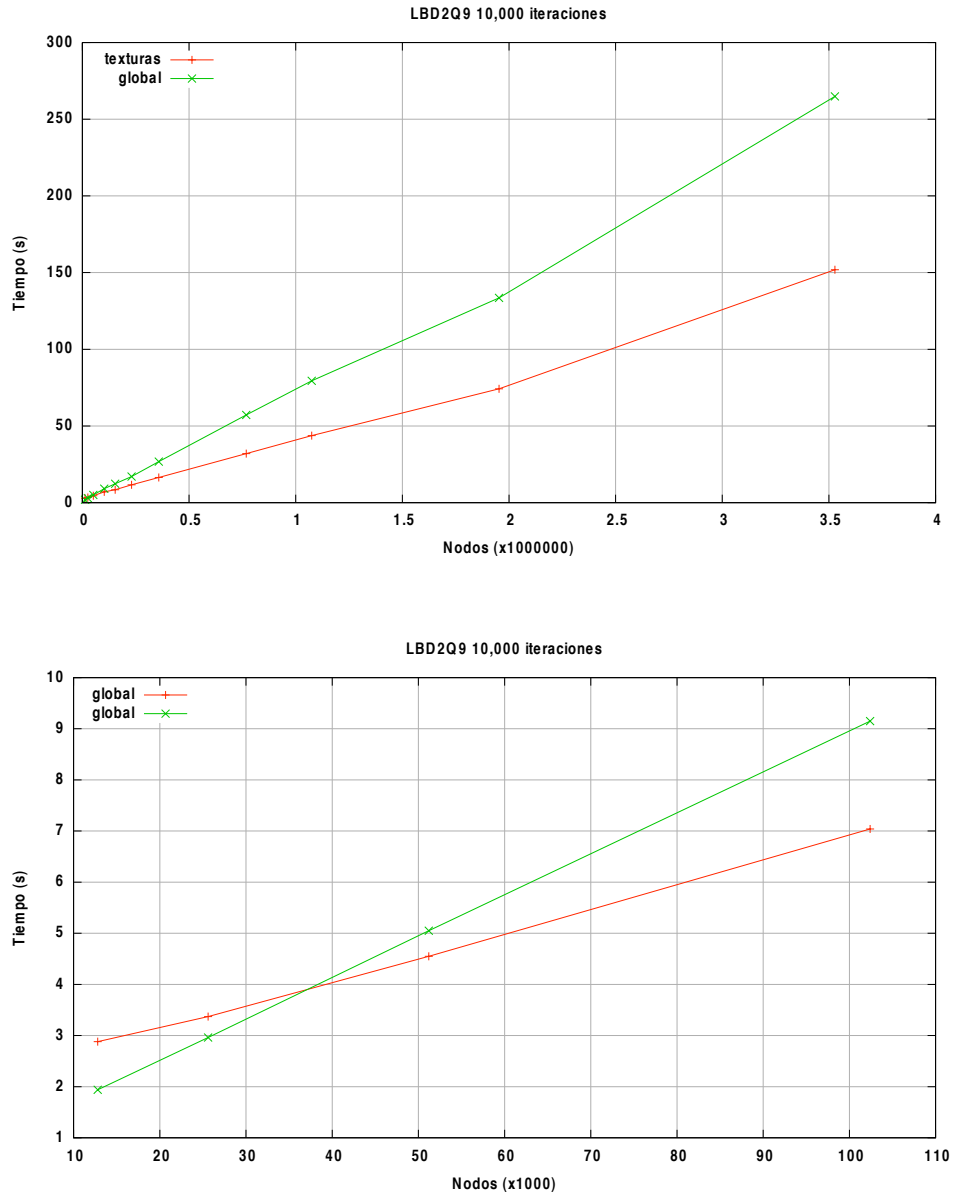 LBD2Q9 10,000 iteraciones
300
250
200
150
100
50
0
texturas
global
Tiempo (s)
0 0.5 1 1.5 2 2.5 3 3.5 4
Nodos (x1000000)
LBD2Q9 10,000 iteraciones
10
9
8
7
6
5
4
3
2
1
global
global
Tiempo (s)
10 20 30 40 50 60 70 80 90 100 110
Nodos (x1000)